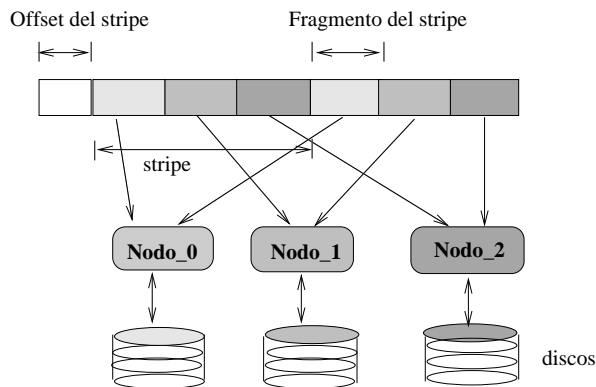 Offset del stripe
Fragmento del stripe
stripe
Nodo_0
Nodo_1
Nodo_2
discos